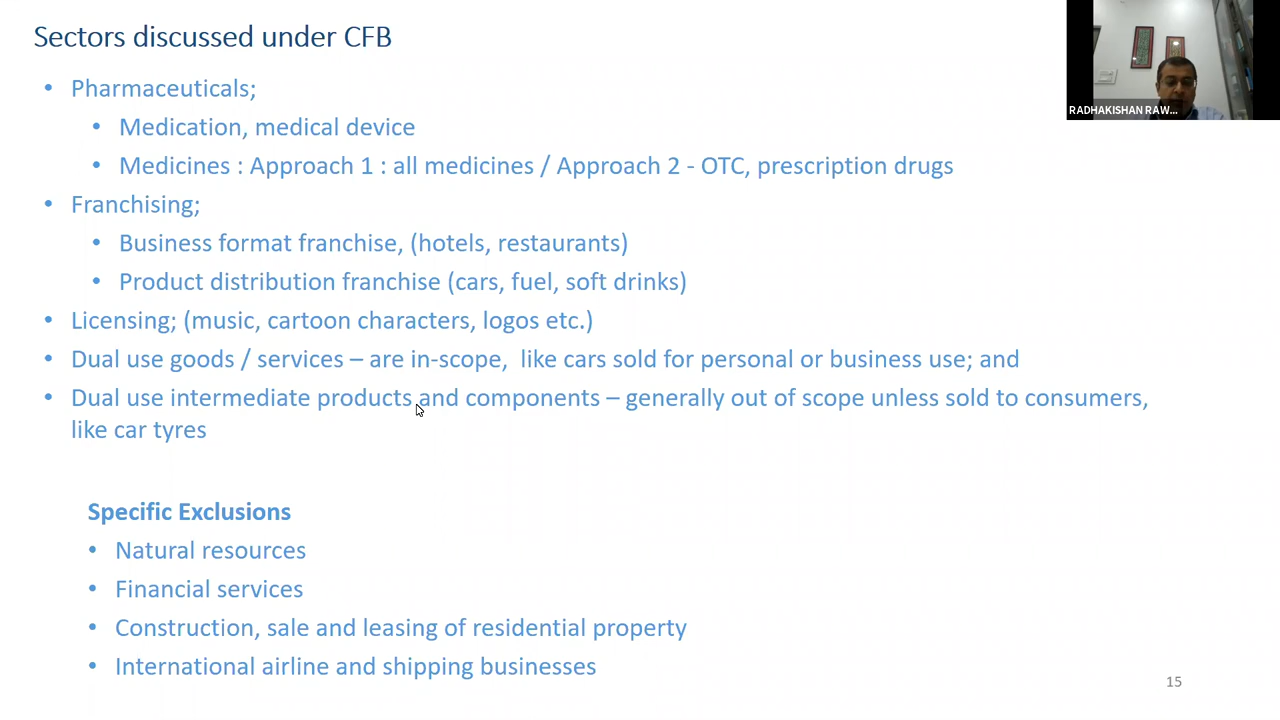 Sectors discussed under CFB
RADHAKISHAN RAW...
• Pharmaceuticals;
• Medication, medical device
• Medicines : Approach 1 : all medicines / Approach 2 - OTC, prescription drugs
• Franchising;
• Business format franchise, (hotels, restaurants)
• Product distribution franchise (cars, fuel, soft drinks)
• Licensing; (music, cartoon characters, logos etc.)
• Dual use goods / services – are in-scope,  like cars sold for personal or business use; and
• Dual use intermediate products and components – generally out of scope unless sold to consumers,
like car tyres
Specific Exclusions
• Natural resources
• Financial services
• Construction, sale and leasing of residential property
• International airline and shipping businesses
15